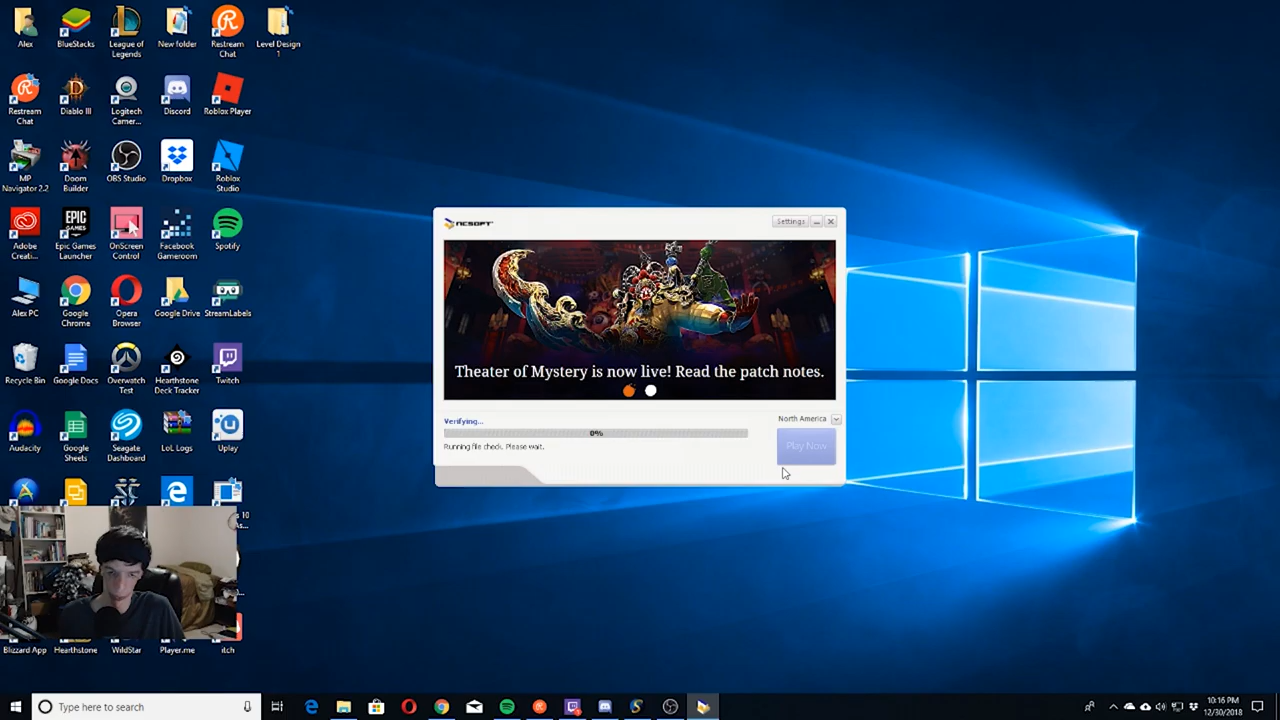 Alex
BlueStacks
League of Legends
New folder
Restream Chat
Level Design 1
Restream Chat
Diablo III
Logitech Camer...
Discord
Roblox Player
MP Navigator 2.2
Doom Builder
OBS Studio
Dropbox
Roblox Studio
Adobe Creati...
EPIC GAMES
Epic Games Launcher
OnScreen Control
Facebook Gameroom
Spotify
Alex PC
Google Chrome
Opera Browser
Google Drive
StreamLabels
Recycle Bin
Google Docs
Overwatch Test
Hearthstone Deck Tracker
Twitch
Audacity
Google Sheets
Seagate Dashboard
LoL Logs
Uplay
Blizzard App
Hearthstone
WildStar
Player.me
itch
NCSOFT
Settings
Theater of Mystery is now live! Read the patch notes.
Verifying...
0%
Running file check. Please wait.
North America
Play Now
Type here to search
10:16 PM
12/30/2018